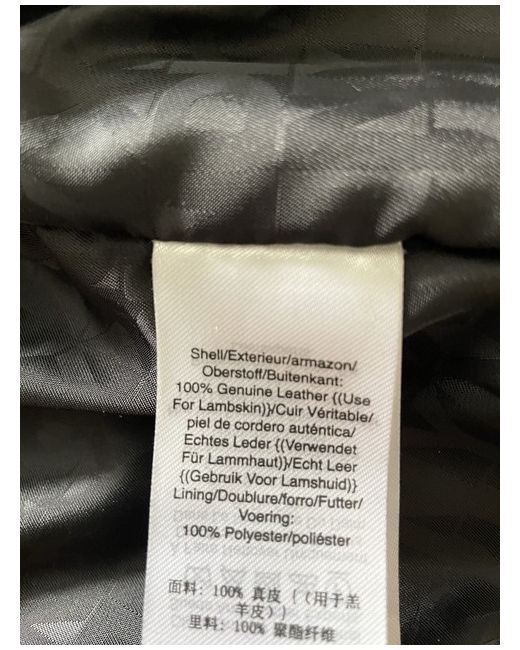 Shell/Exterieur/armazon/
Oberstoff/Buitenkant:
100% Genuine Leather {(Use
For Lambskin)}/Cuir Véritable/
piel de cordero auténtica/
Echtes Leder {(Verwendet
Für Lammhaut)}/Echt Leer
{(Gebruik Voor Lamshuid)}
Lining/Doublure/forro/Futter/
Voering:
100% Polyester/poliéster
面料: 100% 真皮 {(用于羔
羊皮)}
里料: 100% 聚酯纤维